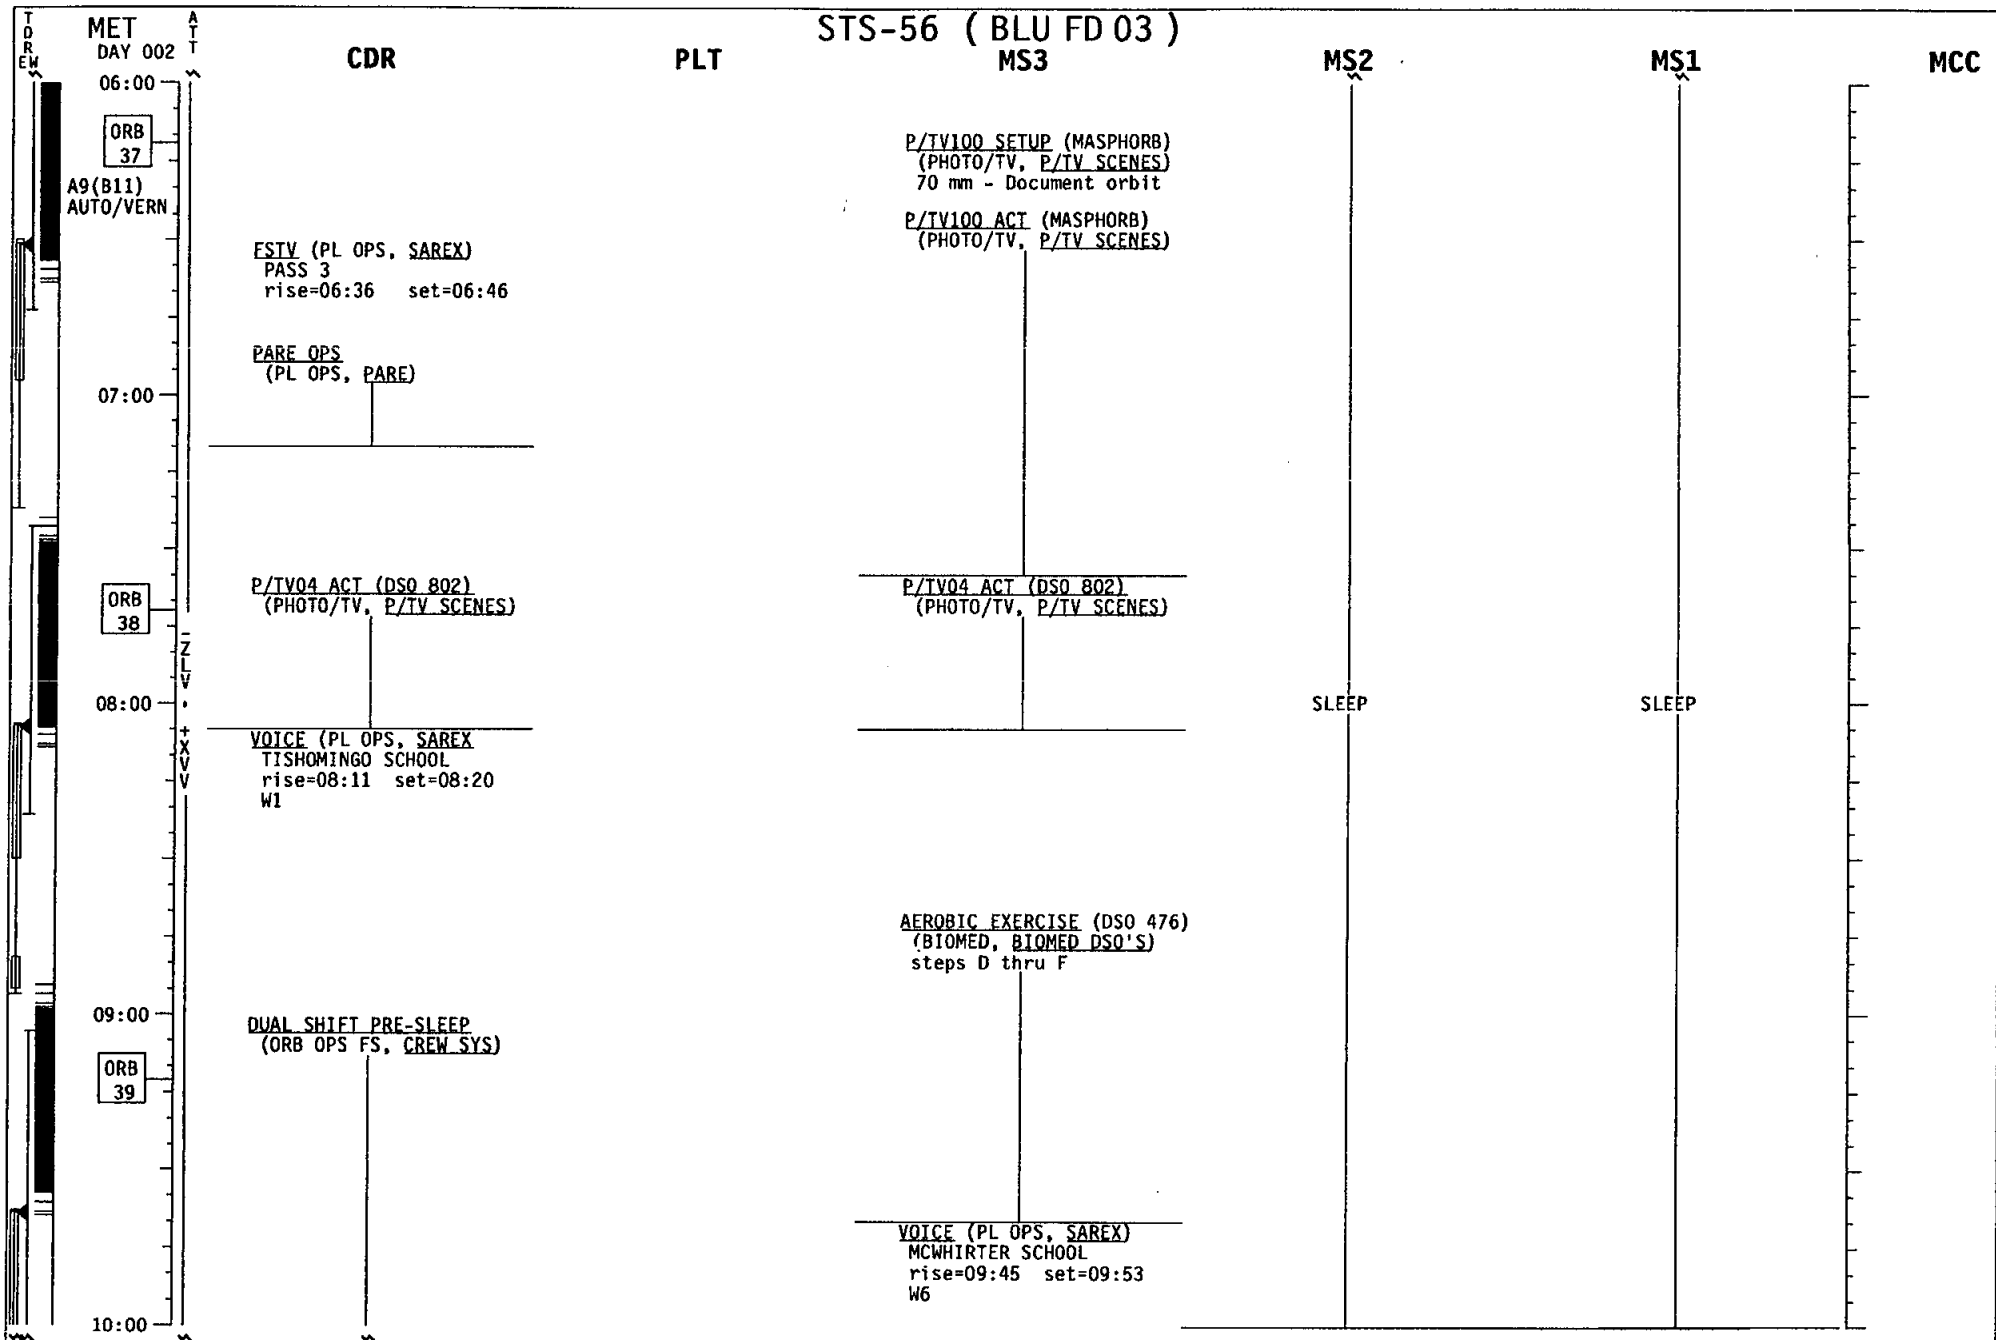 STS-56 ( BLU FD 03 )
TDRE W
MET
DAY 002
ATT
CDR
PLT
MS3
MS2
MS1
MCC
06:00
ORB
37
A9(B11)
AUTO/VERN
FSTV (PL OPS, SAREX)
PASS 3
rise=06:36 set=06:46
PARE OPS
(PL OPS, PARE)
P/TV100 SETUP (MASPHORB)
(PHOTO/TV, P/TV SCENES)
70 mm - Document orbit
P/TV100 ACT (MASPHORB)
(PHOTO/TV, P/TV SCENES)
07:00
ORB
38
P/TV04 ACT (DSO 802)
(PHOTO/TV, P/TV SCENES)
P/TV04 ACT (DSO 802)
(PHOTO/TV, P/TV SCENES)
-ZLV
+XVV
08:00
SLEEP
SLEEP
VOICE (PL OPS, SAREX
TISHOMINGO SCHOOL
rise=08:11 set=08:20
W1
AEROBIC EXERCISE (DSO 476)
(BIOMED, BIOMED DSO'S)
steps D thru F
09:00
DUAL SHIFT PRE-SLEEP
(ORB OPS FS, CREW SYS)
ORB
39
VOICE (PL OPS, SAREX)
MCWHIRTER SCHOOL
rise=09:45 set=09:53
W6
10:00